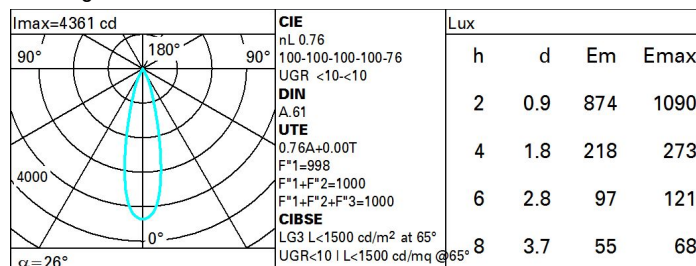 Imax=4361 cd
90° 180° 90°
4000
0°
α=26°
CIE
nL 0.76
100-100-100-100-76
UGR <10-<10
DIN
A.61
UTE
0.76A+0.00T
F"1=998
F"1+F"2=1000
F"1+F"2+F"3=1000
CIBSE
LG3 L<1500 cd/m² at 65°
UGR<10 | L<1500 cd/mq @65°
Lux
h d Em Emax
2 0.9 874 1090
4 1.8 218 273
6 2.8 97 121
8 3.7 55 68